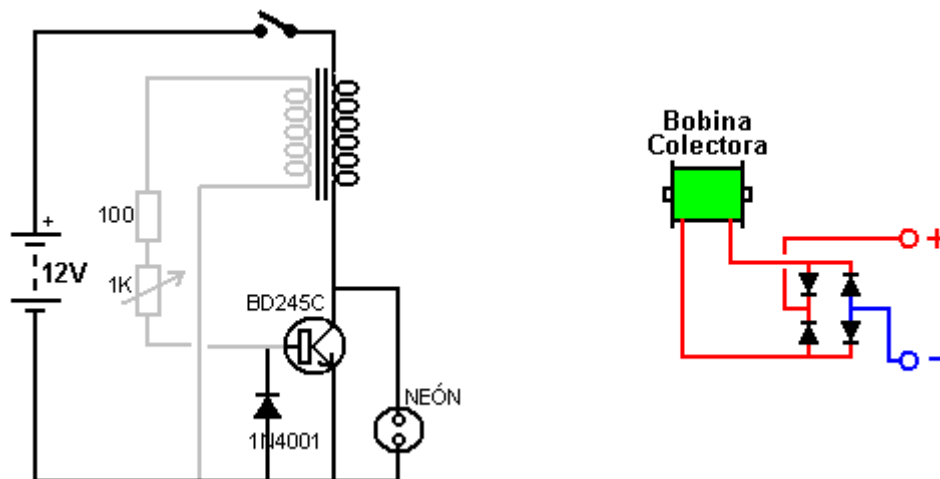 Bobina
Colectora
+
100
+
12V
1K
BD245C
NEÓN
1N4001
-